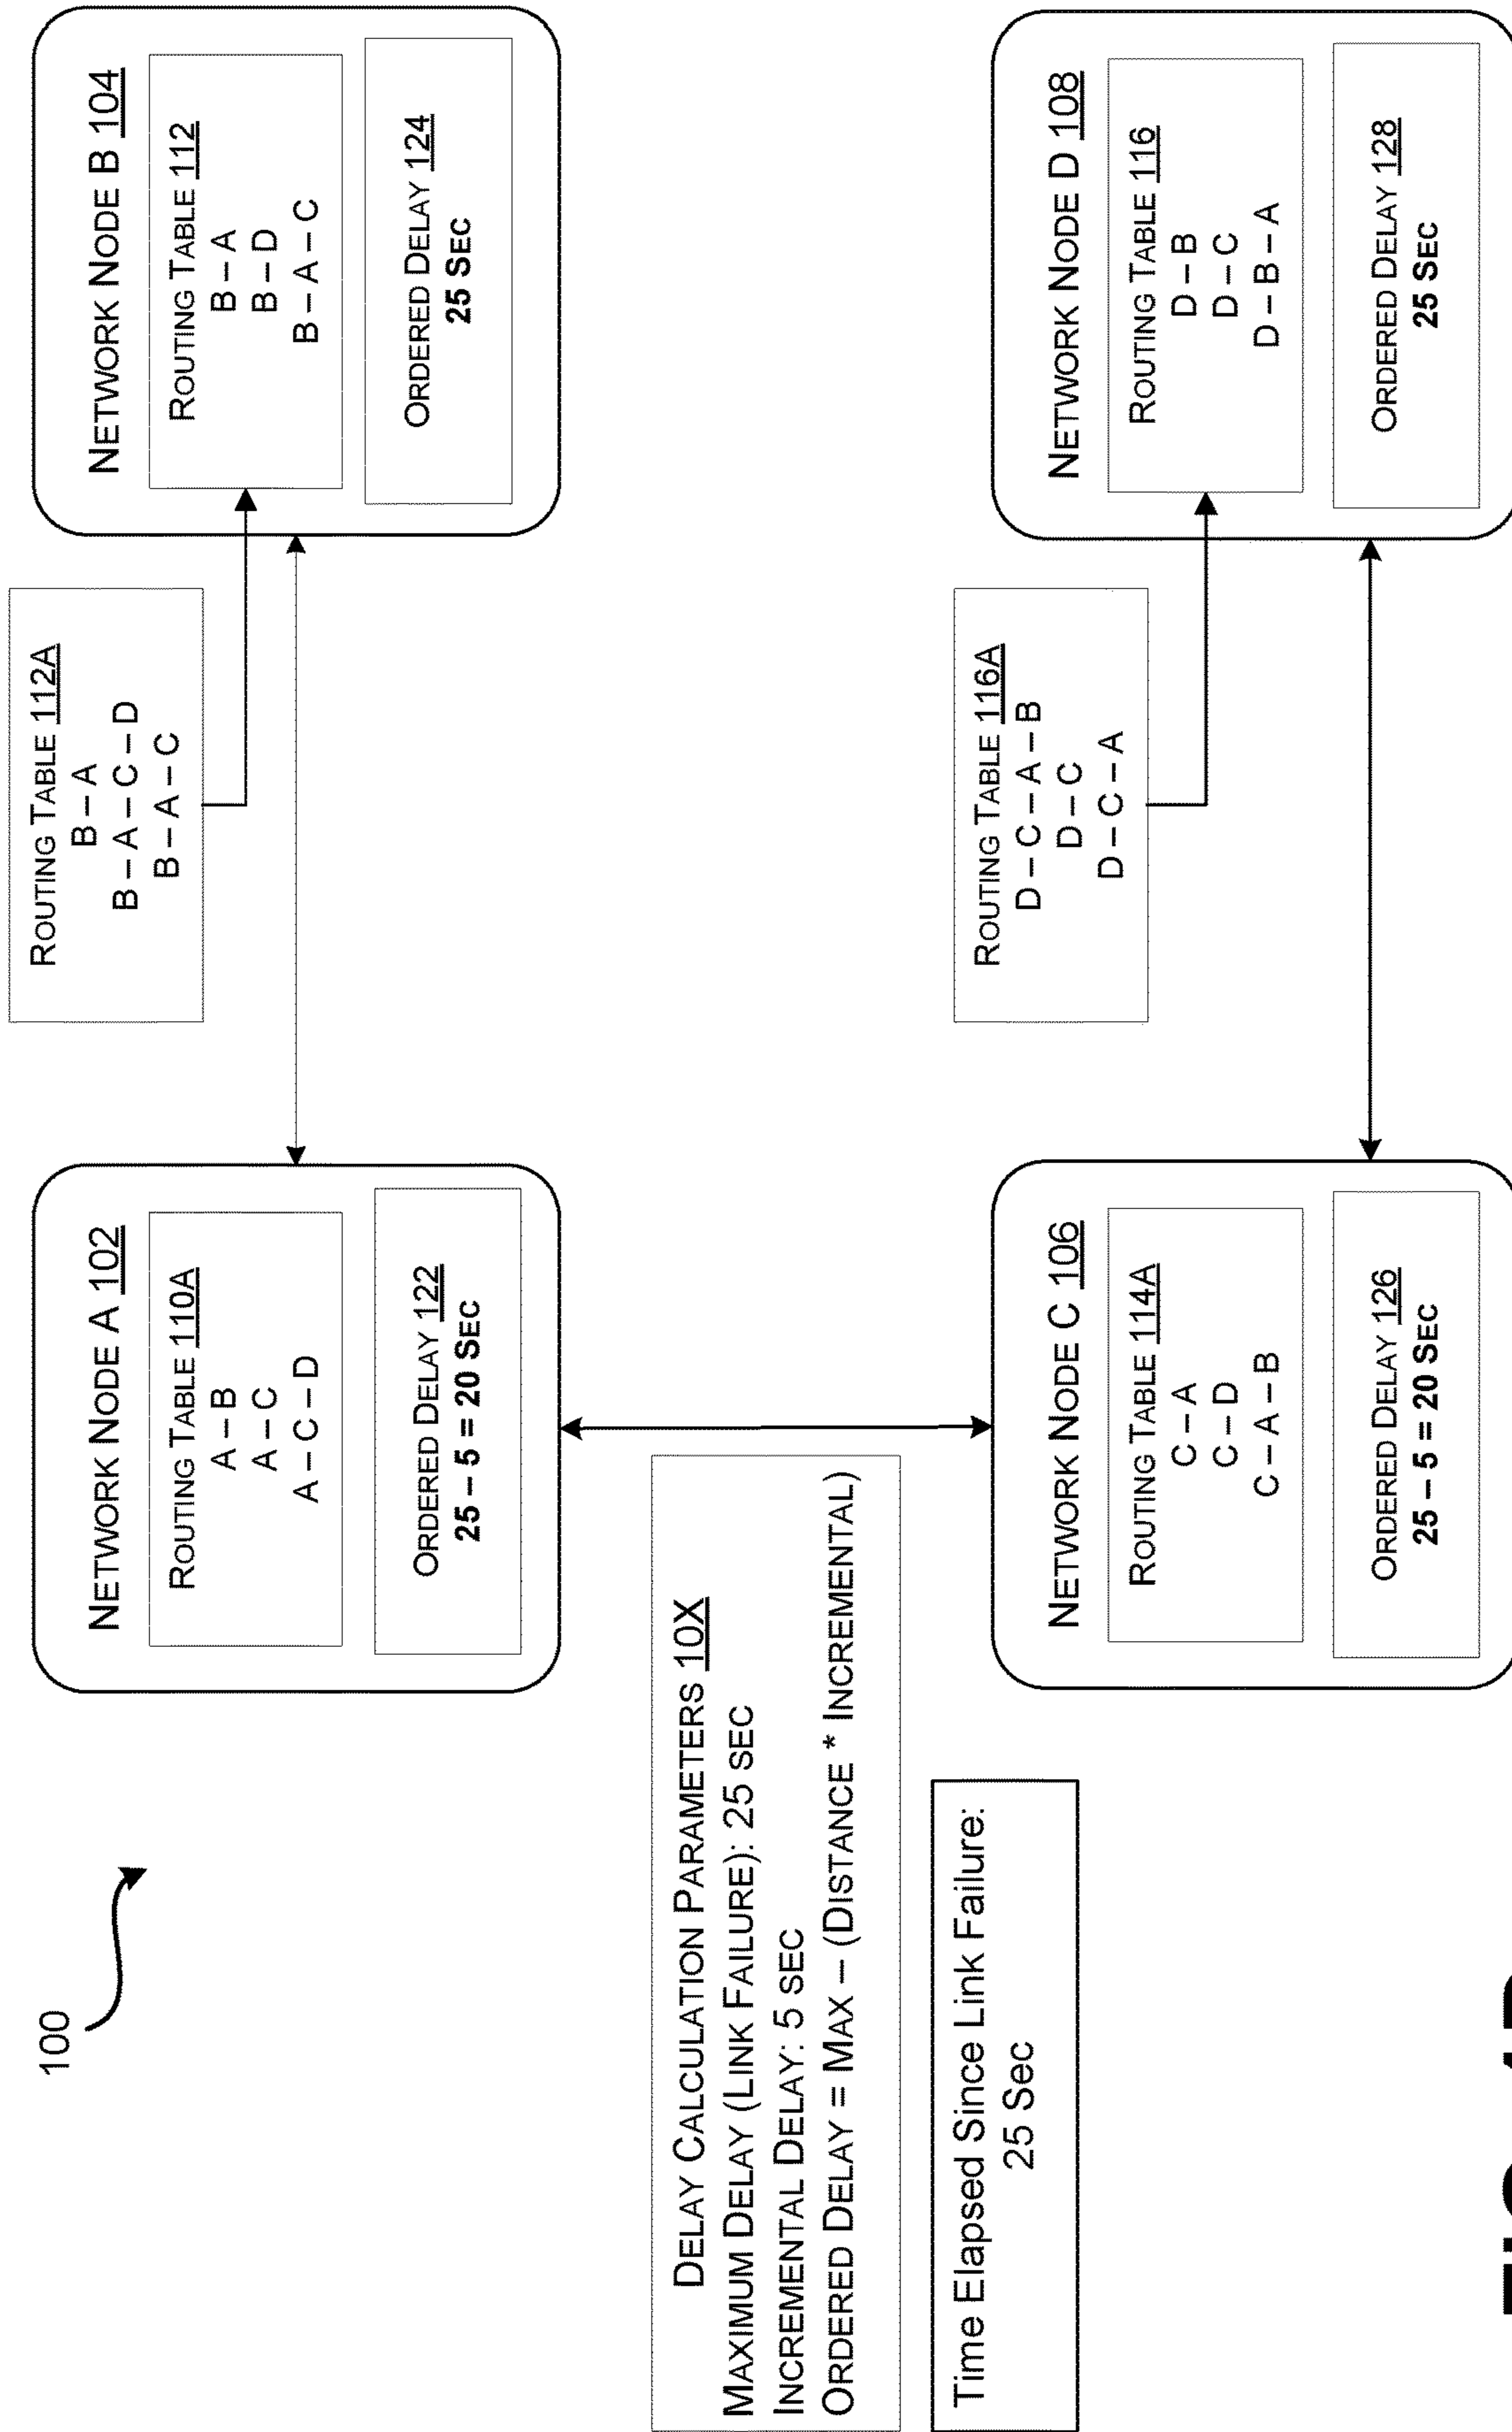 100
NETWORK NODE A 102
ROUTING TABLE 110A
A – B
A – C
A – C – D
ORDERED DELAY 122
25 – 5 = 20 SEC
ROUTING TABLE 112A
B – A
B – A – C – D
B – A – C
NETWORK NODE B 104
ROUTING TABLE 112
B – A
B – D
B – A – C
ORDERED DELAY 124
25 SEC
DELAY CALCULATION PARAMETERS 10X
MAXIMUM DELAY (LINK FAILURE): 25 SEC
INCREMENTAL DELAY: 5 SEC
ORDERED DELAY = MAX – (DISTANCE * INCREMENTAL)
Time Elapsed Since Link Failure:
25 Sec
NETWORK NODE C 106
ROUTING TABLE 114A
C – A
C – D
C – A – B
ORDERED DELAY 126
25 – 5 = 20 SEC
ROUTING TABLE 116A
D – C – A – B
D – C
D – C – A
NETWORK NODE D 108
ROUTING TABLE 116
D – B
D – C
D – B – A
ORDERED DELAY 128
25 SEC